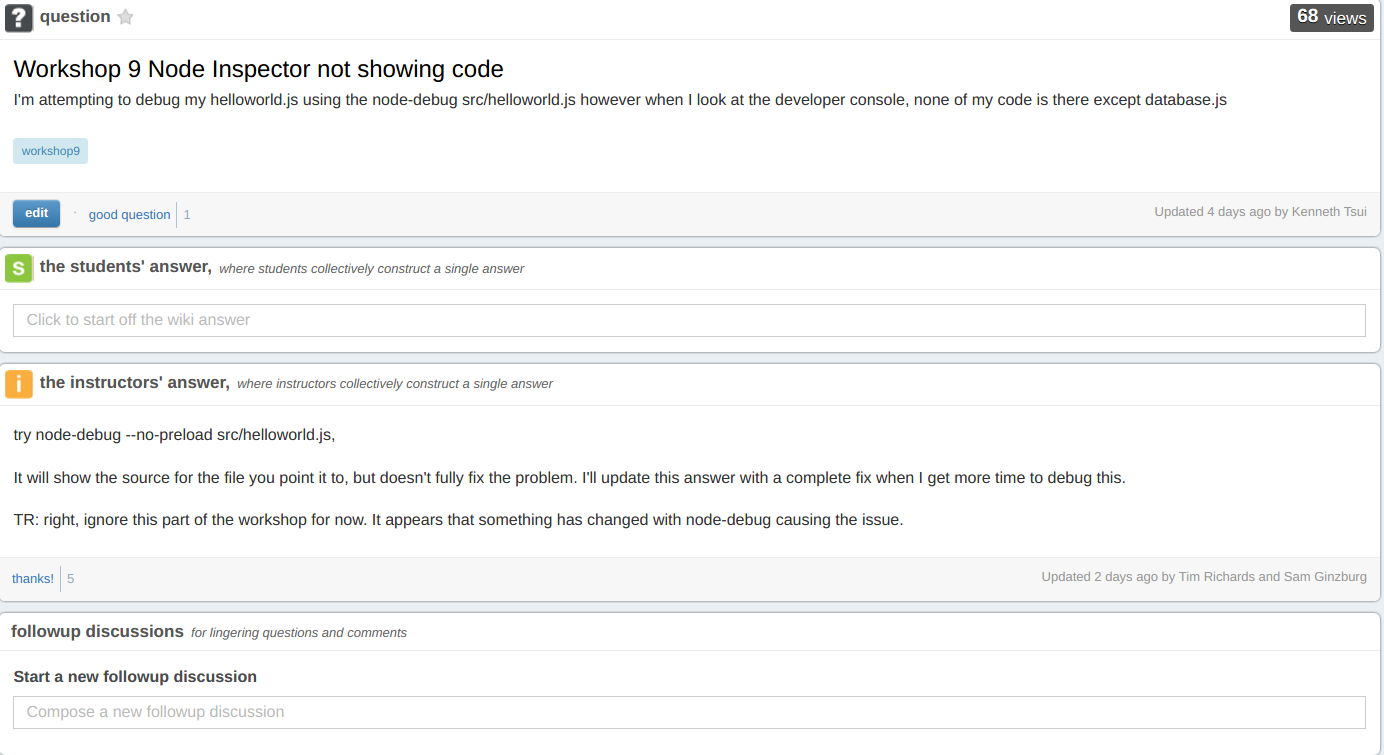 ? question
68 views
Workshop 9 Node Inspector not showing code
I'm attempting to debug my helloworld.js using the node-debug src/helloworld.js however when I look at the developer console, none of my code is there except database.js
workshop9
edit · good question 1
Updated 4 days ago by Kenneth Tsui
S the students' answer, where students collectively construct a single answer
Click to start off the wiki answer
i the instructors' answer, where instructors collectively construct a single answer
try node-debug --no-preload src/helloworld.js,
It will show the source for the file you point it to, but doesn't fully fix the problem. I'll update this answer with a complete fix when I get more time to debug this.
TR: right, ignore this part of the workshop for now. It appears that something has changed with node-debug causing the issue.
thanks! 5
Updated 2 days ago by Tim Richards and Sam Ginzburg
followup discussions for lingering questions and comments
Start a new followup discussion
Compose a new followup discussion